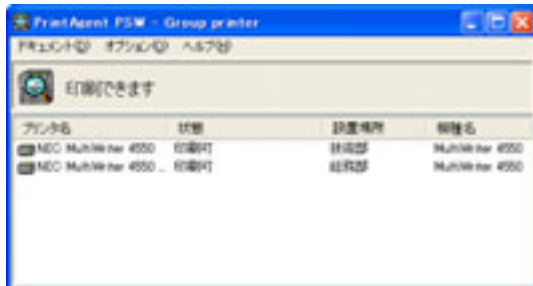 PrintAgent PSW - Group printer
ドキュメント(D) オプション(O) ヘルプ(H)
印刷できます
プリンタ名 状態 設置場所 機種名
NEC MultiWriter 4550 印刷可 技術部 MultiWriter 4550
NEC MultiWriter 4550 ... 印刷可 総務部 MultiWriter 4550